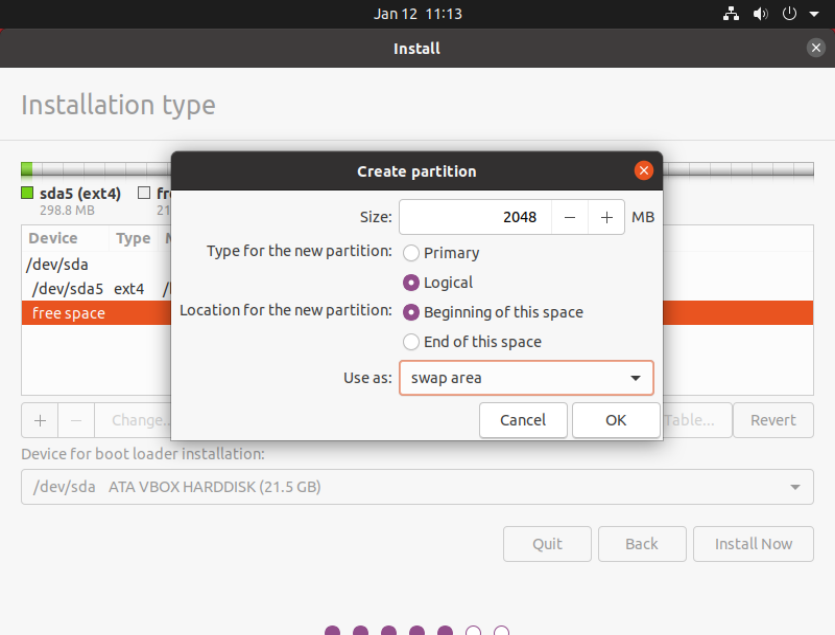 Jan 12 11:13
Install
Installation type
Create partition
sda5 (ext4)
298.8 MB
Size: 2048 MB
Device Type
Type for the new partition: Primary
/dev/sda
Logical
/dev/sda5 ext4
Location for the new partition: Beginning of this space
free space
End of this space
Use as: swap area
Change...
Cancel OK
Table... Revert
Device for boot loader installation:
/dev/sda ATA VBOX HARDDISK (21.5 GB)
Quit Back Install Now